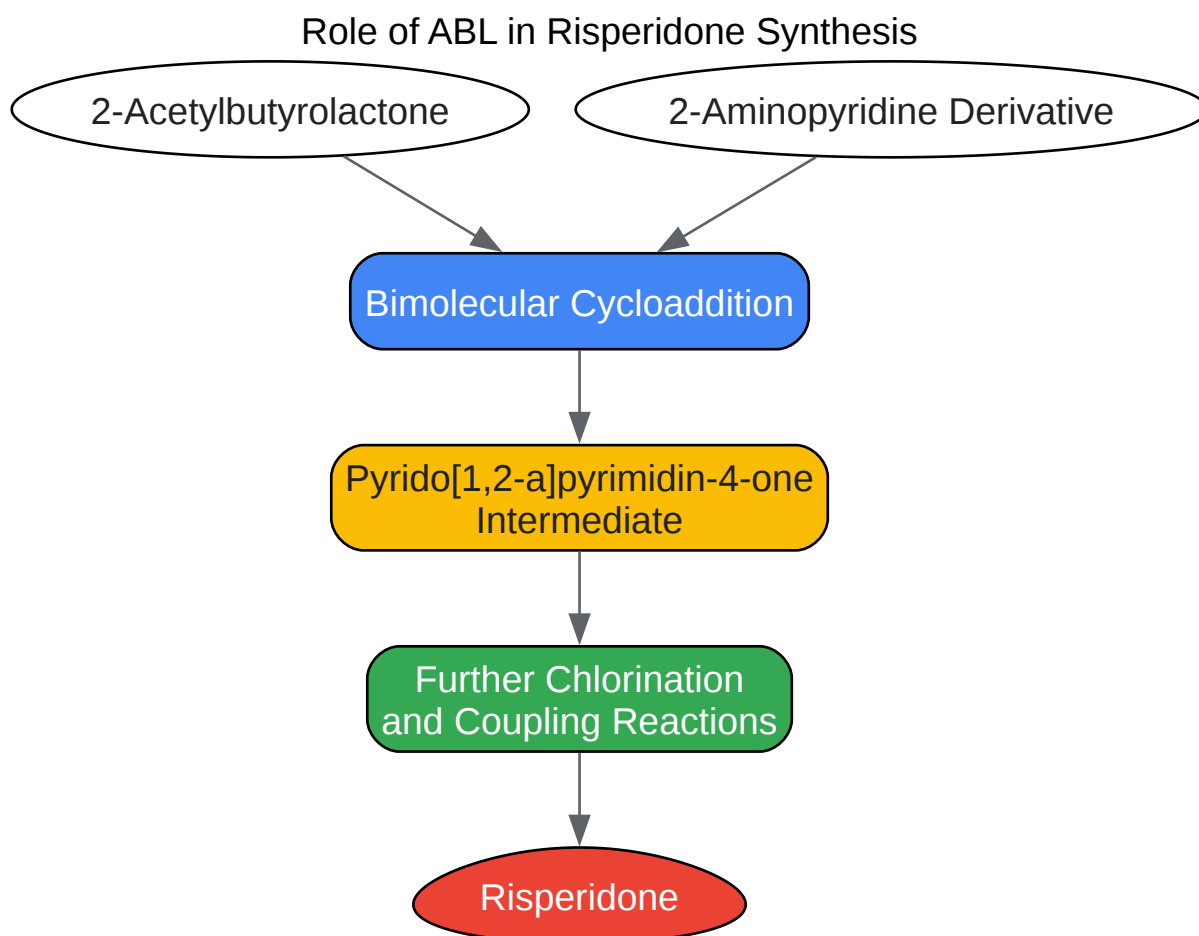 Role of ABL in Risperidone Synthesis
2-Acetylbutyrolactone
2-Aminopyridine Derivative
Bimolecular Cycloaddition
Pyrido[1,2-a]pyrimidin-4-one
Intermediate
Further Chlorination
and Coupling Reactions
Risperidone